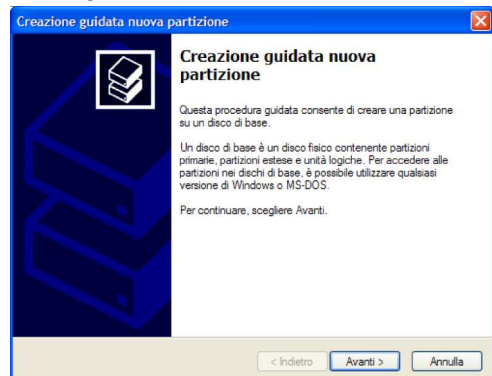 Creazione guidata nuova partizione
Creazione guidata nuova
partizione
Questa procedura guidata consente di creare una partizione
su un disco di base.
Un disco di base è un disco fisico contenente partizioni
primarie, partizioni estese e unità logiche. Per accedere alle
partizioni nei dischi di base, è possibile utilizzare qualsiasi
versione di Windows o MS-DOS.
Per continuare, scegliere Avanti.
< Indietro Avanti > Annulla